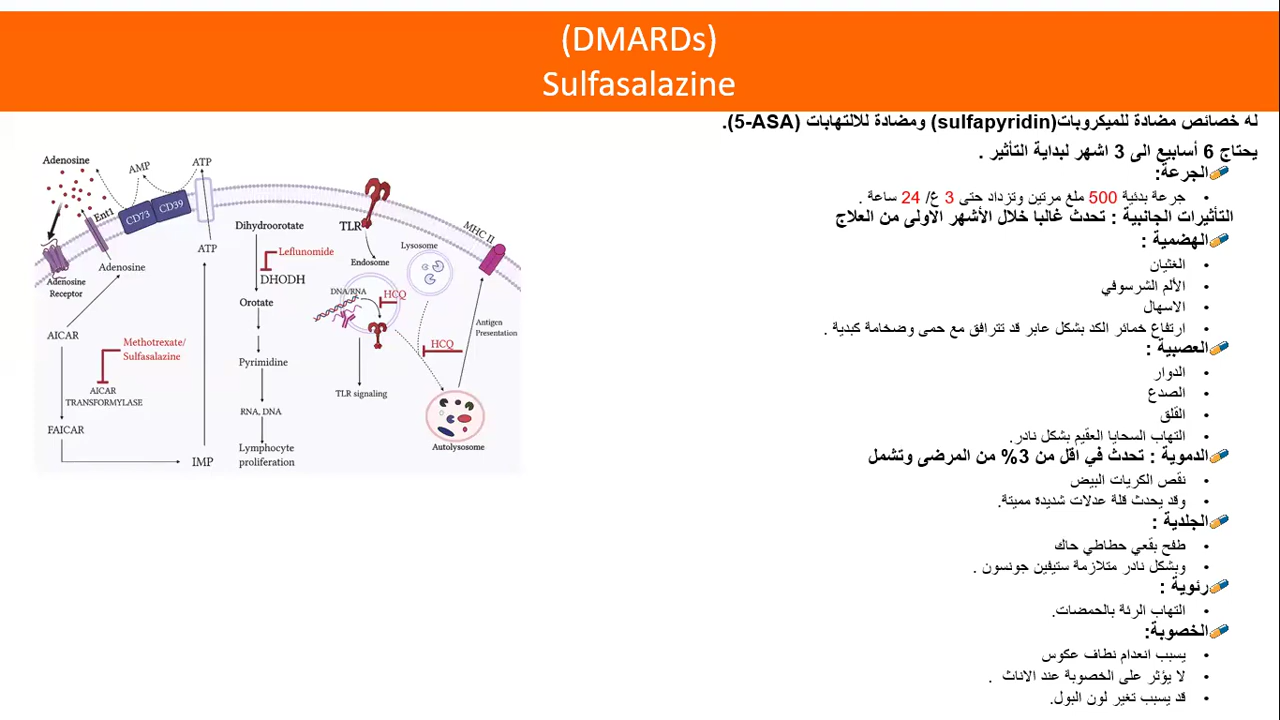 (DMARDs)
Sulfasalazine
له خصائص مضادة للميكروبات(sulfapyridin) ومضادة للالتهابات (5-ASA).
يحتاج 6 أسابيع الى 3 اشهر لبداية التأثير .
الجرعة:
• جرعة بدئية 500 ملغ مرتين وتزداد حتى 3 غ/ 24 ساعة .
التأثيرات الجانبية : تحدث غالبا خلال الأشهر الاولى من العلاج
الهضمية :
• الغثيان
• الألم الشرسوفي
• الاسهال
• ارتفاع خمائر الكبد بشكل عابر قد تترافق مع حمى وضخامة كبدية .
العصبية :
• الدوار
• الصدع
• القلق
• التهاب السحايا العقيم بشكل نادر.
الدموية : تحدث في اقل من 3% من المرضى وتشمل
• نقص الكريات البيض
• وقد يحدث قلة عدلات شديدة مميتة.
الجلدية :
• طفح بقعي حطاطي حاك
• وبشكل نادر متلازمة ستيفين جونسون .
رئوية :
• التهاب الرئة بالحمضات.
الخصوبة:
• يسبب انعدام نطاف عكوس
• لا يؤثر على الخصوبة عند الاناث .
• قد يسبب تغير لون البول.
Adenosine
AMP
ATP
CD73
CD39
Ent1
ATP
Adenosine
Adenosine
Receptor
AICAR
Methotrexate/
Sulfasalazine
AICAR
TRANSFORMYLASE
FAICAR
IMP
Dihydroorotate
Leflunomide
DHODH
Orotate
Pyrimidine
RNA, DNA
Lymphocyte
proliferation
TLR
Endosome
Lysosome
MHC II
DNA/RNA
HCQ
HCQ
Antigen
Presentation
TLR signaling
Autolysosome